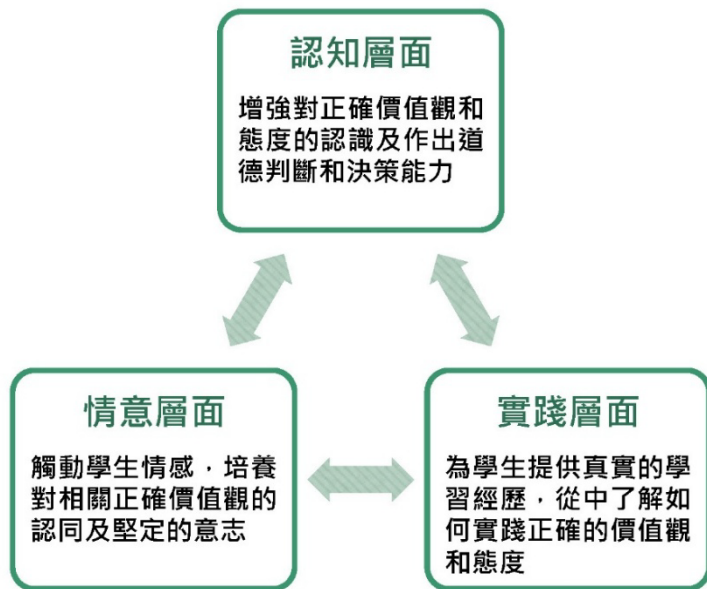 認知層面
增強對正確價值觀和
態度的認識及作出道
德判斷和決策能力
情意層面
觸動學生情感，培養
對相關正確價值觀的
認同及堅定的意志
實踐層面
為學生提供真實的學
習經歷，從中了解如
何實踐正確的價值觀
和態度